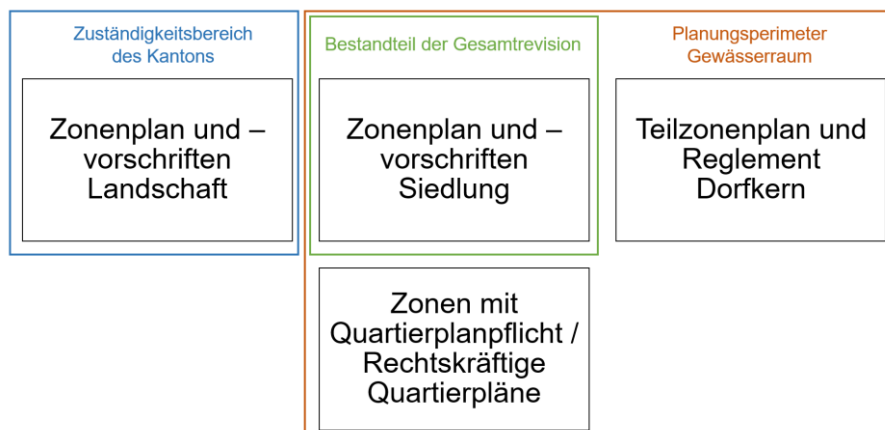 Zuständigkeitsbereich
des Kantons
Bestandteil der Gesamtrevision
Planungsperimeter
Gewässerraum
Zonenplan und –
vorschriften
Landschaft
Zonenplan und –
vorschriften
Siedlung
Teilzonenplan und
Reglement
Dorfkern
Zonen mit
Quartierplanpflicht /
Rechtskräftige
Quartierpläne